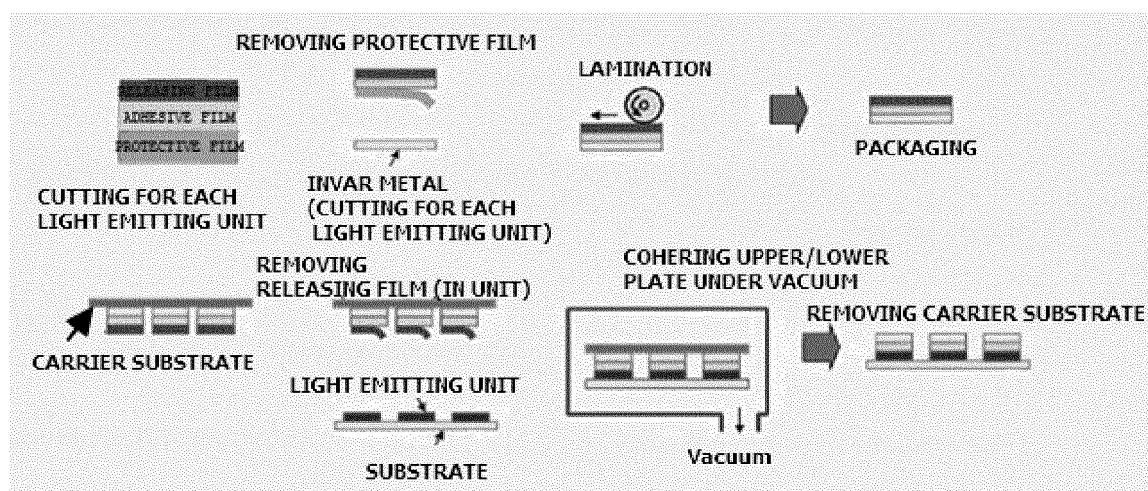 REMOVING PROTECTIVE FILM
RELEASING FILM
ADHESIVE FILM
PROTECTIVE FILM
CUTTING FOR EACH
LIGHT EMITTING UNIT
INVAR METAL
(CUTTING FOR EACH
LIGHT EMITTING UNIT)
LAMINATION
PACKAGING
CARRIER SUBSTRATE
REMOVING
RELEASING FILM (IN UNIT)
LIGHT EMITTING UNIT
SUBSTRATE
COHERING UPPER/LOWER
PLATE UNDER VACUUM
Vacuum
REMOVING CARRIER SUBSTRATE